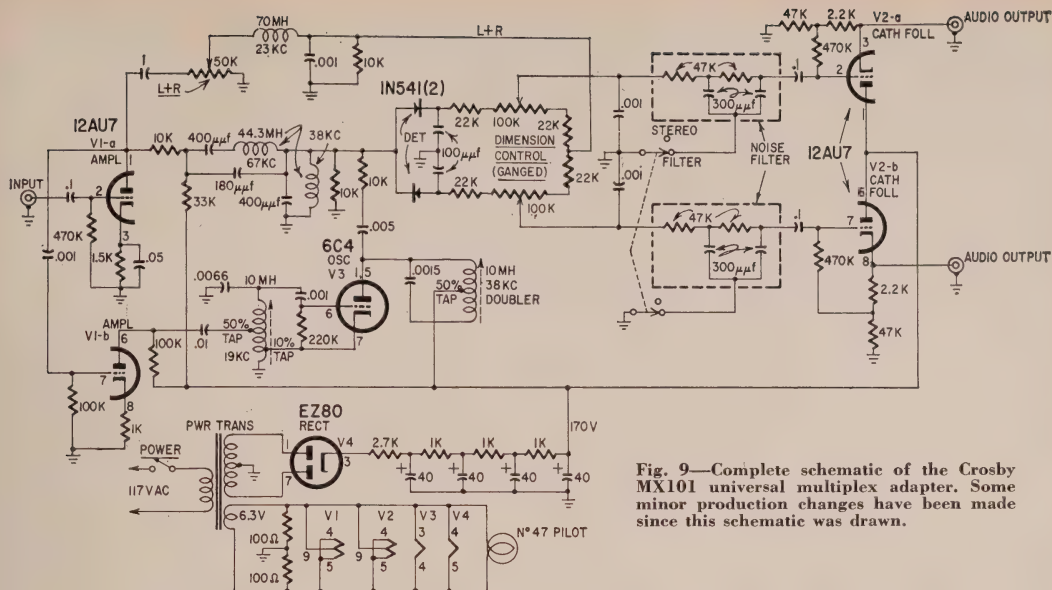 70MH
23KC
L+R
.001
10K
1
50K
L+R
47K
2.2K
V2-a
CATH FOLL
AUDIO OUTPUT
470K
3
2
1
.1
47K
300μμf
.001
STEREO
FILTER
.001
NOISE
FILTER
12AU7
V2-b
CATH
FOLL
6
7
8
.1
47K
300μμf
470K
2.2K
47K
AUDIO OUTPUT
1N541(2)
DET
100μμf
22K
100K
22K
DIMENSION
CONTROL
(GANGED)
22K
22K
100K
12AU7
V1-a
AMPL
1
2
3
INPUT
.1
470K
.001
1.5K
.05
10K
400μμf
44.3MH
67KC
38KC
180μμf
400μμf
33K
10K
10K
.005
6C4
OSC
V3
1,5
6
7
.0015
50%
TAP
10MH
38KC
DOUBLER
.0066
10MH
.001
50%
TAP
10%
TAP
19KC
220K
.01
AMPL
V1-b
6
7
8
100K
100K
1K
PWR TRANS
POWER
117VAC
EZ80
RECT
1
7
V4
3
2.7K
1K
1K
1K
170V
+
40
+
40
+
40
+
40
6.3V
100Ω
100Ω
V1
9
4
5
V2
9
4
5
V3
3
4
V4
4
5
Nº47 PILOT
Fig. 9—Complete schematic of the Crosby
MX101 universal multiplex adapter. Some
minor production changes have been made
since this schematic was drawn.